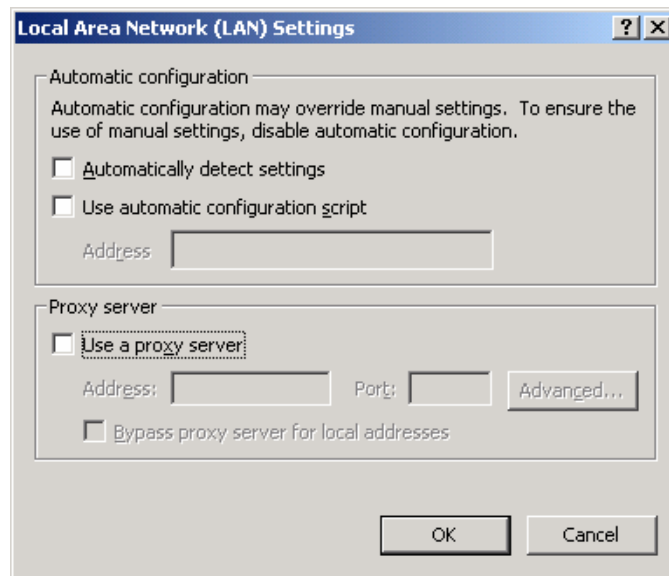 Local Area Network (LAN) Settings
Automatic configuration
Automatic configuration may override manual settings. To ensure the
use of manual settings, disable automatic configuration.
Automatically detect settings
Use automatic configuration script
Address
Proxy server
Use a proxy server
Address: Port: Advanced...
Bypass proxy server for local addresses
OK Cancel